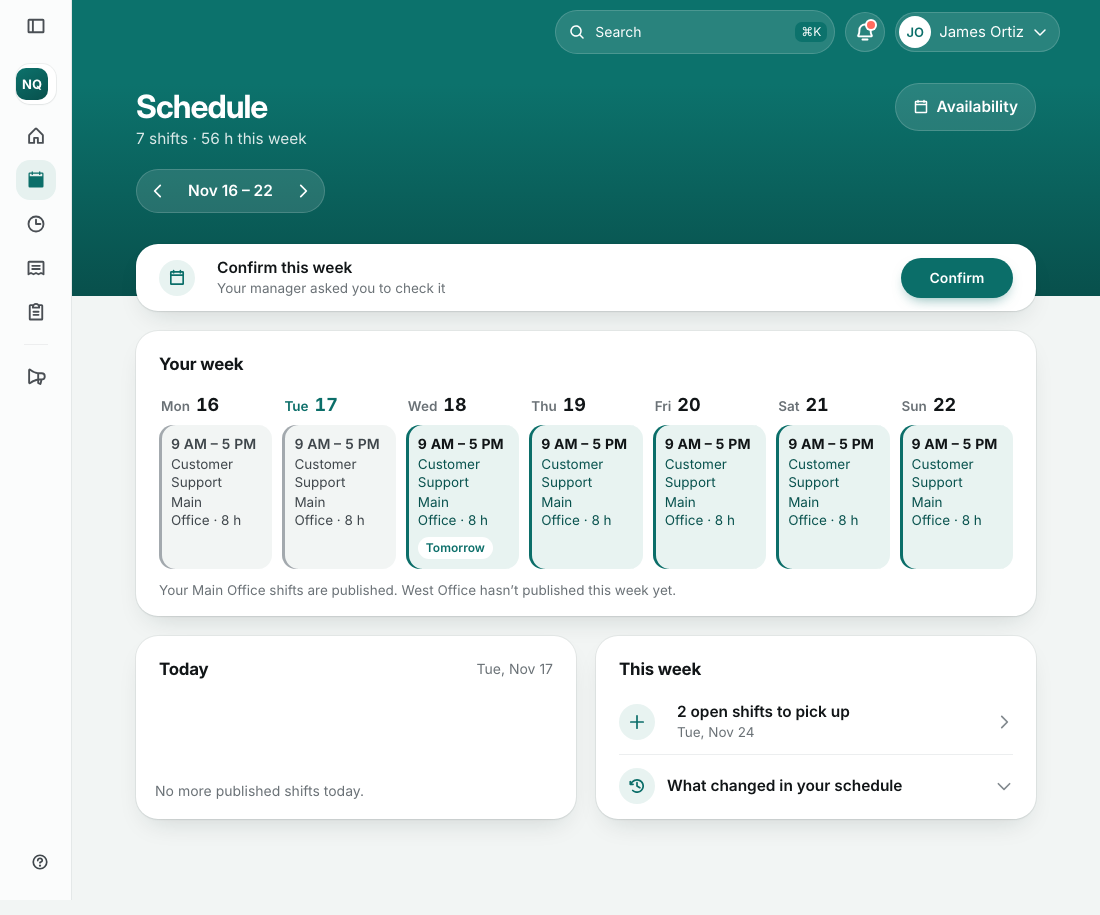 Search
⌘K
JO
James Ortiz
NQ
Schedule
7 shifts · 56 h this week
Availability
Nov 16 – 22
Confirm this week
Your manager asked you to check it
Confirm
Your week
Mon 16
Tue 17
Wed 18
Thu 19
Fri 20
Sat 21
Sun 22
9 AM – 5 PM
Customer
Support
Main
Office · 8 h
9 AM – 5 PM
Customer
Support
Main
Office · 8 h
9 AM – 5 PM
Customer
Support
Main
Office · 8 h
Tomorrow
9 AM – 5 PM
Customer
Support
Main
Office · 8 h
9 AM – 5 PM
Customer
Support
Main
Office · 8 h
9 AM – 5 PM
Customer
Support
Main
Office · 8 h
9 AM – 5 PM
Customer
Support
Main
Office · 8 h
Your Main Office shifts are published. West Office hasn’t published this week yet.
Today
Tue, Nov 17
No more published shifts today.
This week
2 open shifts to pick up
Tue, Nov 24
What changed in your schedule